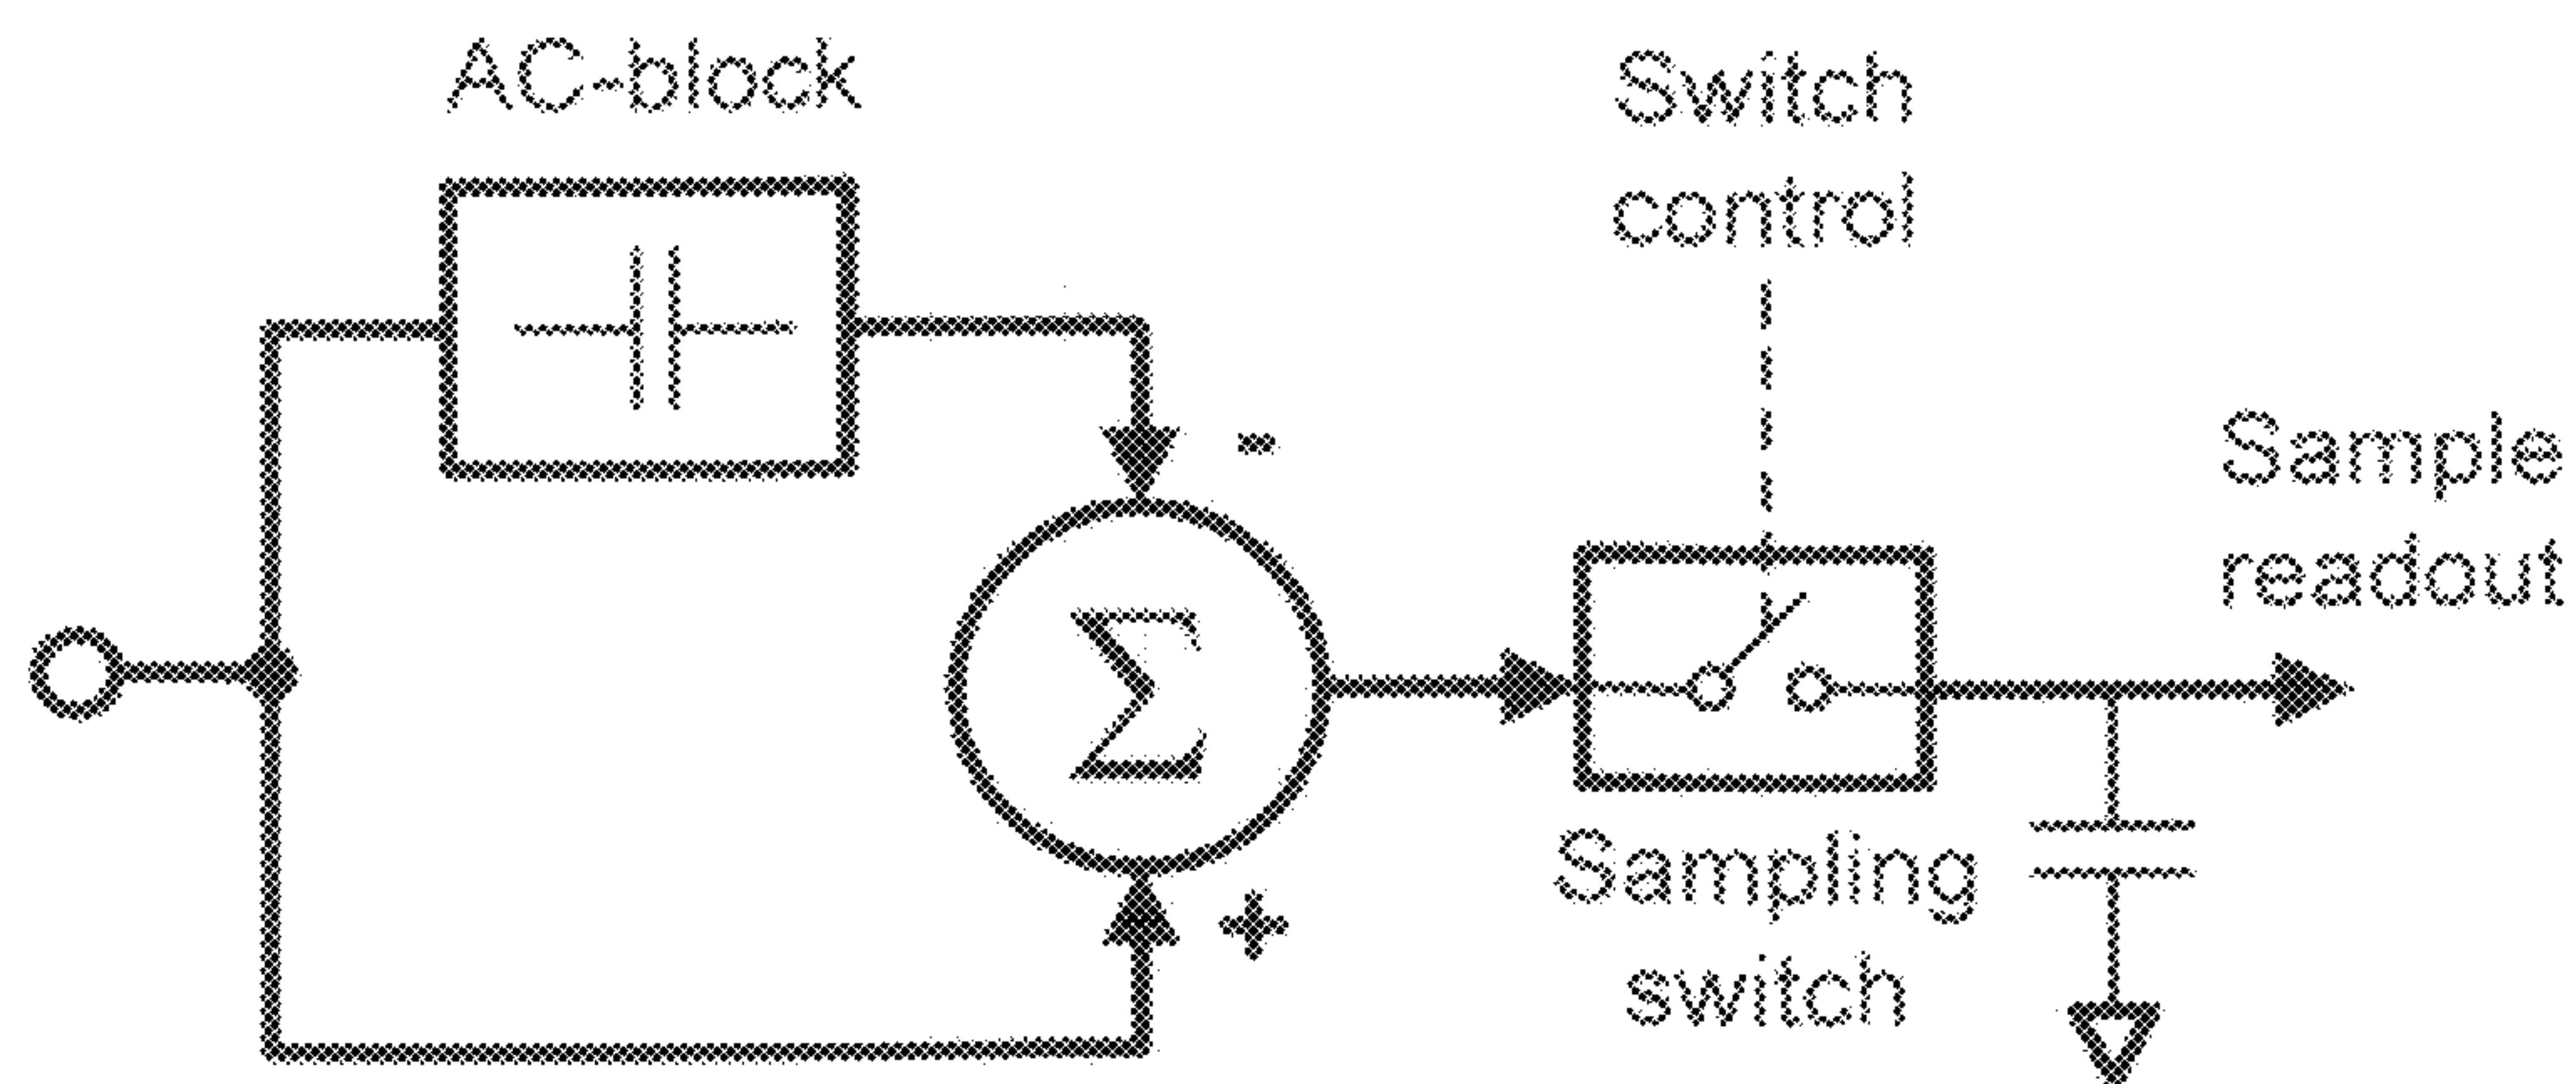 AC-block
Switch
control
-
Sample
readout
Σ
+
Sampling
switch